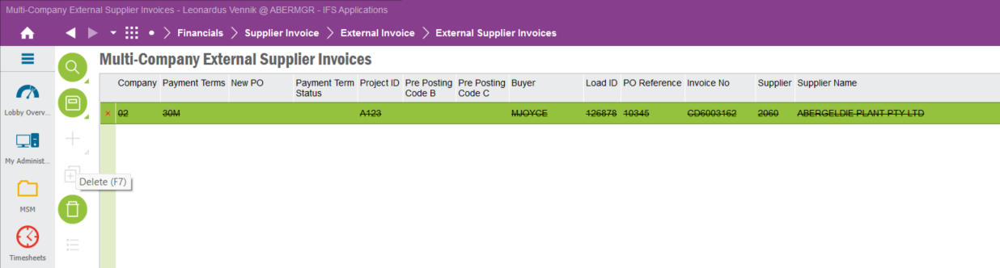 Multi-Company External Supplier Invoices - Leonardus Vennik @ ABERMGR - IFS Applications
Financials Supplier Invoice External Invoice External Supplier Invoices
Multi-Company External Supplier Invoices
Company Payment Terms New PO Payment Term Status Project ID Pre Posting Code B Pre Posting Code C Buyer Load ID PO Reference Invoice No Supplier Supplier Name
02 30M A123 MJOYCE 126878 10345 CD6003162 2060 ABERGELDIE PLANT PTY LTD
Lobby Overv...
My Administ...
Delete (F7)
MSM
Timesheets